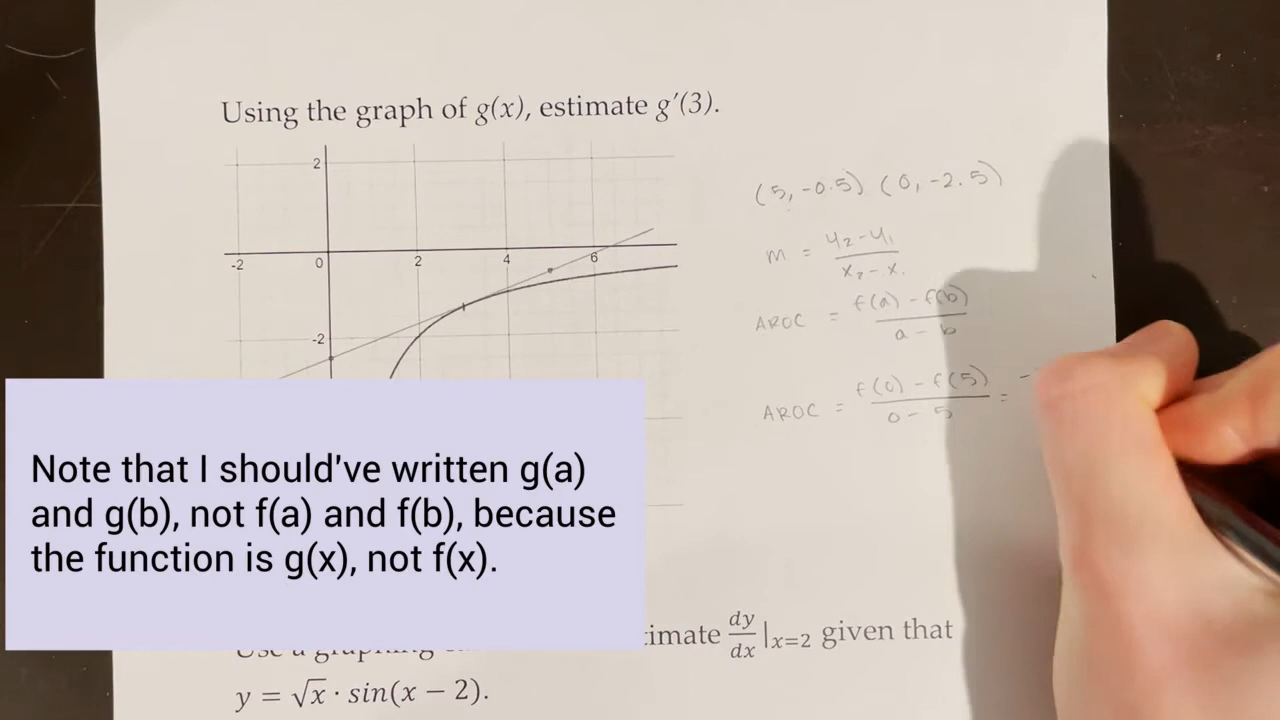 Using the graph of g(x), estimate g′(3).
2
-2 0 2 4 6
-2
(5, -0.5) (0, -2.5)
m = y₂-y₁ / x₂-x₁
AROC = f(a) - f(b) / a - b
AROC = f(0) - f(5) / 0 - 5 = -
Note that I should've written g(a)
and g(b), not f(a) and f(b), because
the function is g(x), not f(x).
Use a graphing
dy/dx |x=2 given that
y = √x · sin(x − 2).